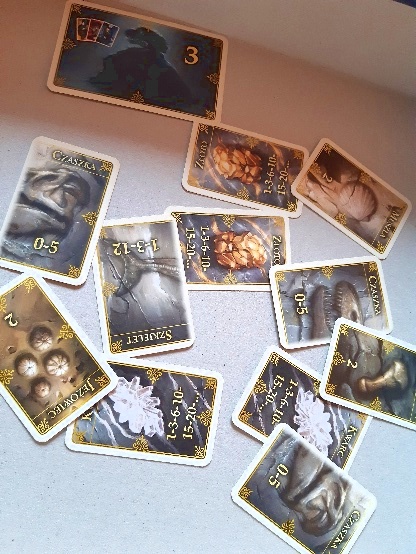 3
ZŁOTO
1-3-6-10-
15-20-...
2
CZASZKA
0-5
1-3-6-10-
15-20-...
ZŁOTO
1-3-12
SZKIELET
CZASZKA
0-5
2
JEŻOWIEC
2
1-3-6-10-
15-20-...
1-3-6-10-
15-20-...
KWARC
0-5
CZASZKA